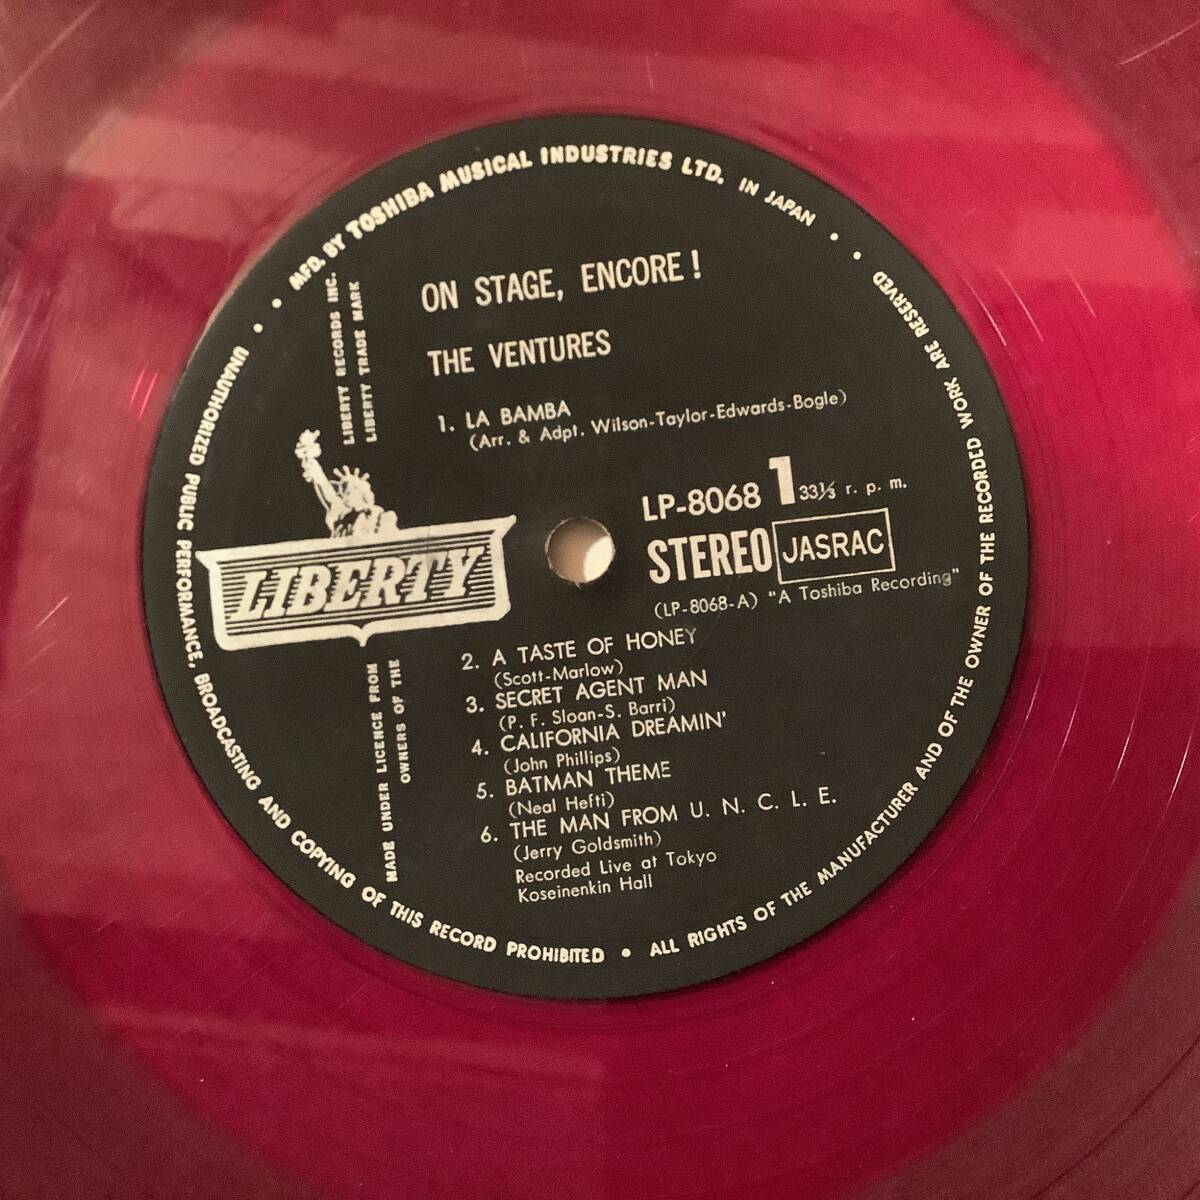 MFD. BY TOSHIBA MUSICAL INDUSTRIES LTD. IN JAPAN •
• ALL RIGHTS OF THE MANUFACTURER AND OF THE OWNER OF THE RECORDED WORK ARE RESERVED •
• UNAUTHORIZED PUBLIC PERFORMANCE, BROADCASTING AND COPYING OF THIS RECORD PROHIBITED
LIBERTY RECORDS INC.
LIBERTY TRADE MARK
ON STAGE, ENCORE!
THE VENTURES
1. LA BAMBA
(Arr. & Adpt. Wilson-Taylor-Edwards-Bogle)
LP-8068 1 33⅓ r. p. m.
STEREO JASRAC
(LP-8068-A) "A Toshiba Recording"
LIBERTY
MADE UNDER LICENCE FROM
OWNERS OF THE
2. A TASTE OF HONEY
(Scott-Marlow)
3. SECRET AGENT MAN
(P. F. Sloan-S. Barri)
4. CALIFORNIA DREAMIN'
(John Phillips)
5. BATMAN THEME
(Neal Hefti)
6. THE MAN FROM U. N. C. L. E.
(Jerry Goldsmith)
Recorded Live at Tokyo
Koseinenkin Hall